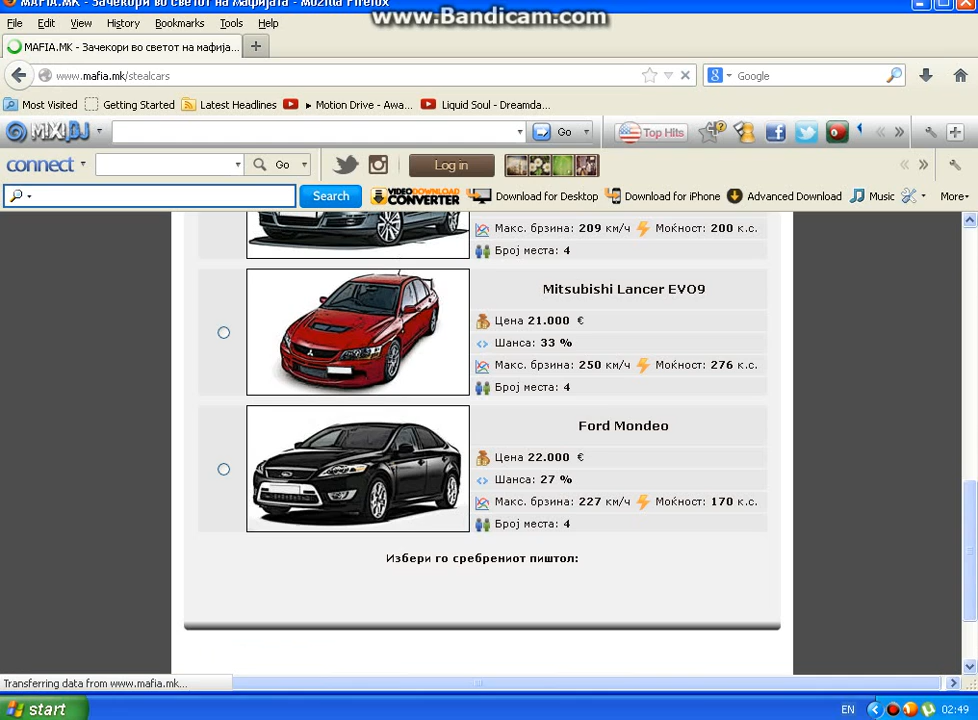 MAFIA.MK - Зачекори во светот на мафијата - Mozilla Firefox
www.Bandicam.com
File Edit View History Bookmarks Tools Help
MAFIA.MK - Зачекори во светот на мафија...
www.mafia.mk/stealcars
Google
Most Visited Getting Started Latest Headlines ► Motion Drive - Awa... Liquid Soul - Dreamda...
MIXIDJ Go Top Hits
connect Go Log in
Search VIDEO DOWNLOAD CONVERTER Download for Desktop Download for iPhone Advanced Download Music More
Макс. брзина: 209 км/ч Моќност: 200 к.с.
Број места: 4
Mitsubishi Lancer EVO9
Цена 21.000 €
Шанса: 33 %
Макс. брзина: 250 км/ч Моќност: 276 к.с.
Број места: 4
Ford Mondeo
Цена 22.000 €
Шанса: 27 %
Макс. брзина: 227 км/ч Моќност: 170 к.с.
Број места: 4
Избери го сребрениот пиштол:
Transferring data from www.mafia.mk...
start EN 02:49